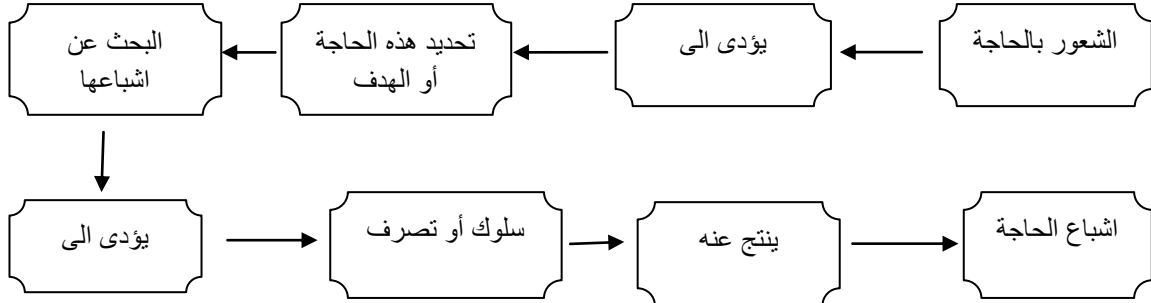 الشعور بالحاجة
يؤدى الى
تحديد هذه الحاجة
أو الهدف
البحث عن
اشباعها
يؤدى الى
سلوك أو تصرف
ينتج عنه
اشباع الحاجة